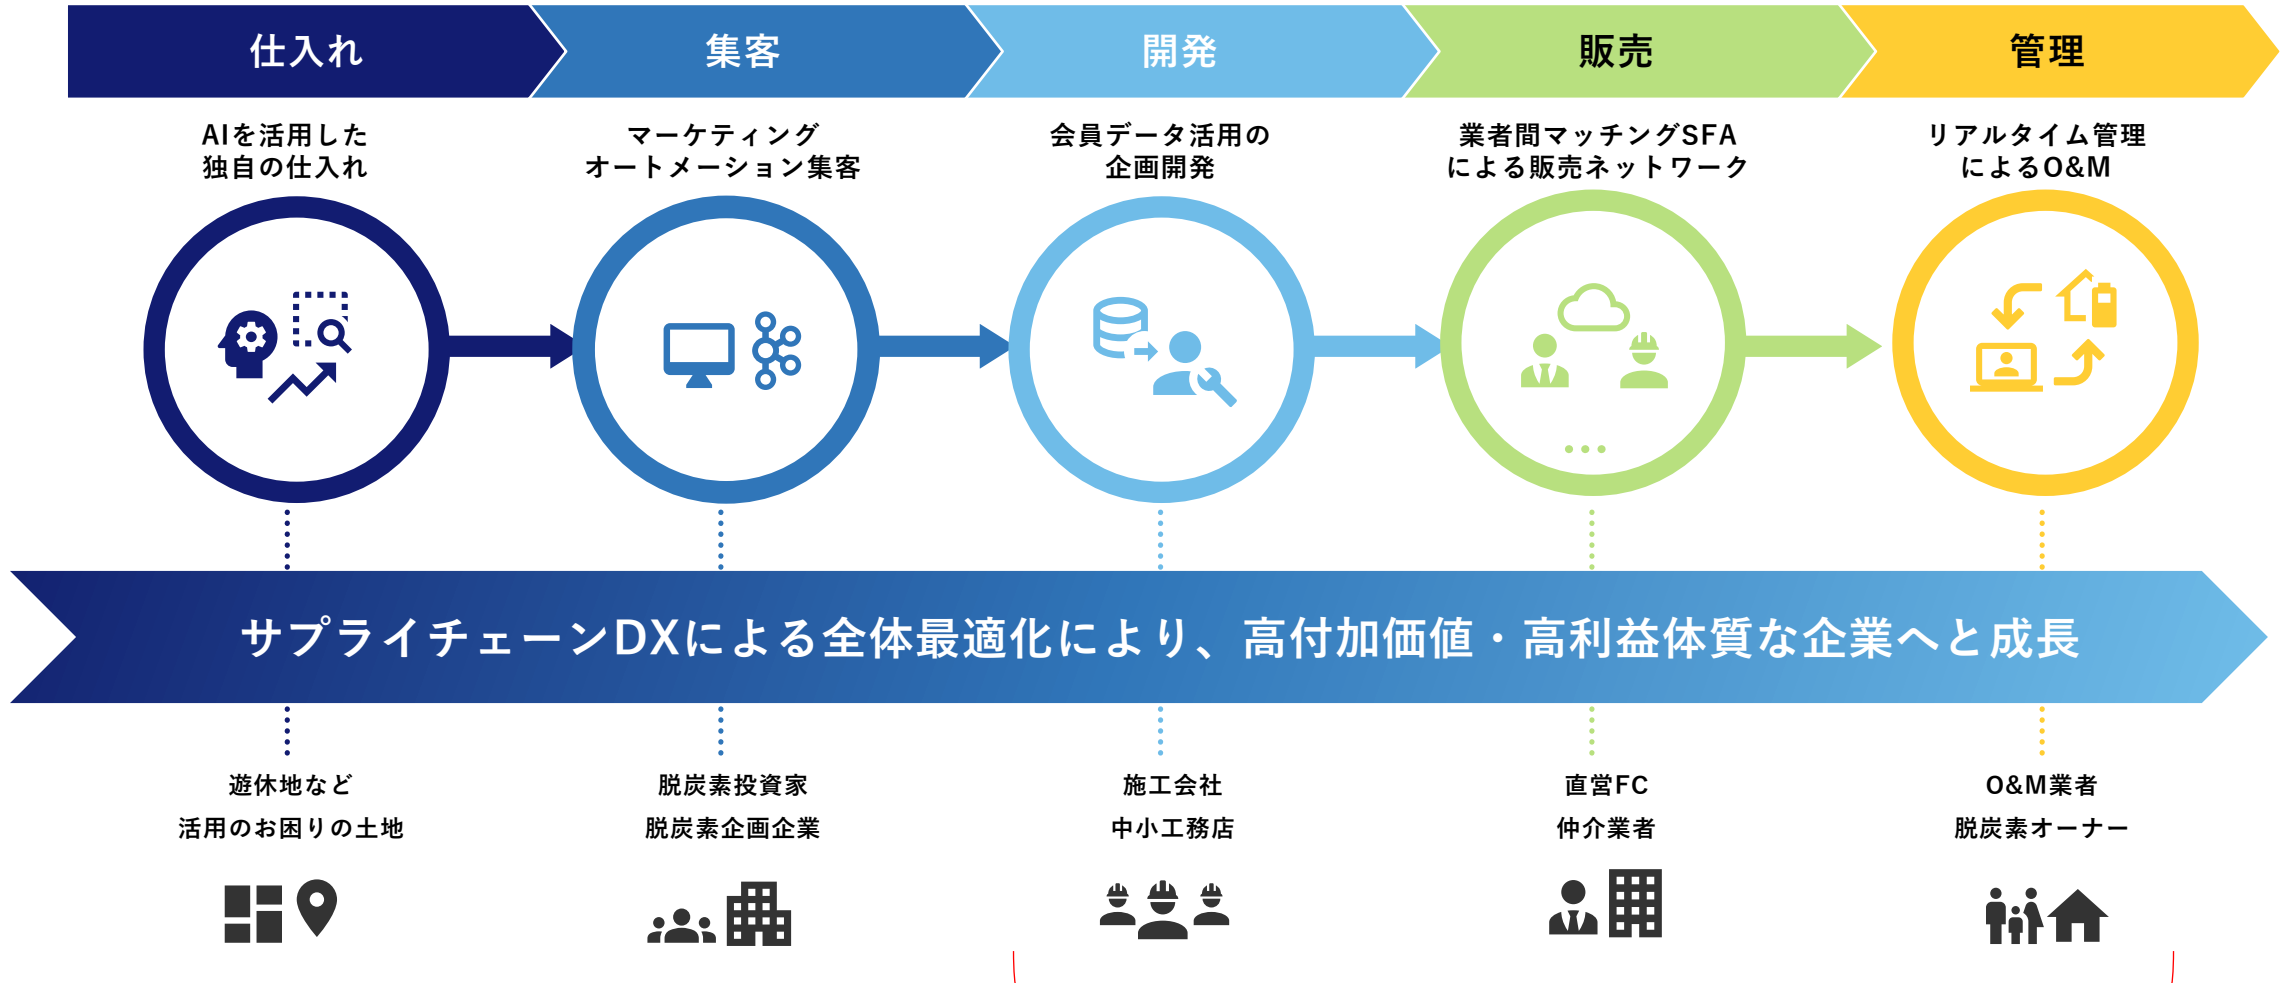 仕入れ
集客
開発
販売
管理
AIを活用した
独自の仕入れ
マーケティング
オートメーション集客
会員データ活用の
企画開発
業者間マッチングSFA
による販売ネットワーク
リアルタイム管理
によるO&M
サプライチェーンDXによる全体最適化により、高付加価値・高利益体質な企業へと成長
遊休地など
活用のお困りの土地
脱炭素投資家
脱炭素企画企業
施工会社
中小工務店
直営FC
仲介業者
O&M業者
脱炭素オーナー